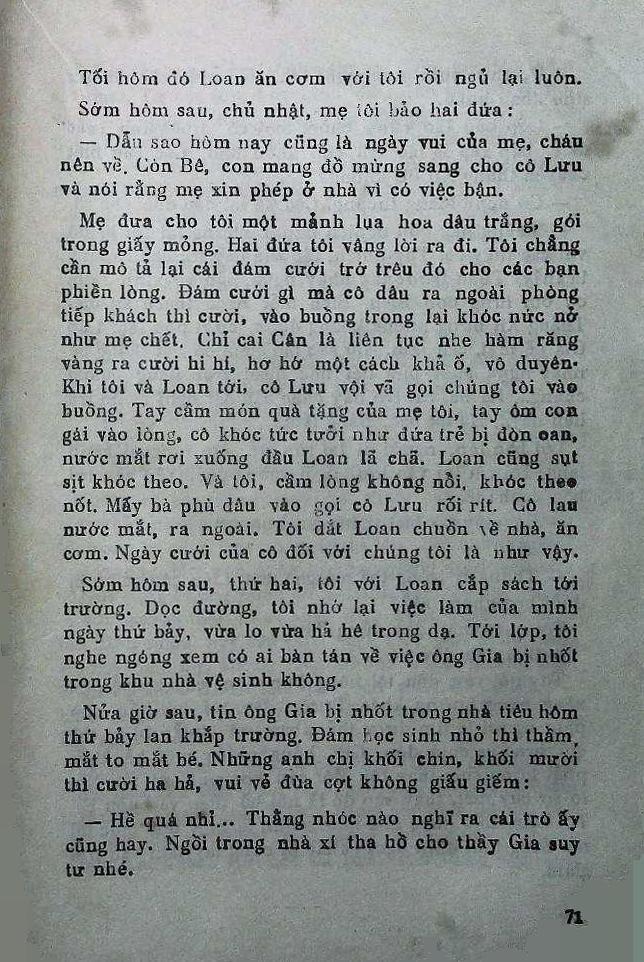 Tối hôm đó Loan ăn cơm với tôi rồi ngủ lại luôn.
Sớm hôm sau, chủ nhật, mẹ tôi bảo hai đứa :
— Dẫu sao hôm nay cũng là ngày vui của mẹ, cháu
nên về. Còn Bê, con mang đồ mừng sang cho cô Lưu
và nói rằng mẹ xin phép ở nhà vì có việc bận.
Mẹ đưa cho tôi một mảnh lụa hoa dâu trắng, gói
trong giấy mỏng. Hai đứa tôi vâng lời ra đi. Tôi chẳng
cần mô tả lại cái đám cưới trớ trêu đó cho các bạn
phiền lòng. Đám cưới gì mà cô dâu ra ngoài phòng
tiếp khách thì cười, vào buồng trong lại khóc nức nở
như mẹ chết. Chỉ cai Cân là liên tục nhe hàm răng
vàng ra cười hi hí, hơ hớ một cách khả ố, vô duyên.
Khi tôi và Loan tới, cô Lưu vội vã gọi chúng tôi vào
buồng. Tay cầm món quà tặng của mẹ tôi, tay ôm con
gái vào lòng, cô khóc tức tưởi như đứa trẻ bị đòn oan,
nước mắt rơi xuống đầu Loan lã chã. Loan cũng sụt
sịt khóc theo. Và tôi, cầm lòng không nổi, khóc theo
nốt. Mấy bà phù dâu vào gọi cô Lưu rối rít. Cô lau
nước mắt, ra ngoài. Tôi dắt Loan chuồn về nhà, ăn
cơm. Ngày cưới của cô đối với chúng tôi là như vậy.
Sớm hôm sau, thứ hai, tôi với Loan cắp sách tới
trường. Dọc đường, tôi nhớ lại việc làm của mình
ngày thứ bảy, vừa lo vừa hả hê trong dạ. Tới lớp, tôi
nghe ngóng xem có ai bàn tán về việc ông Gia bị nhốt
trong khu nhà vệ sinh không.
Nửa giờ sau, tin ông Gia bị nhốt trong nhà tiêu hôm
thứ bảy lan khắp trường. Đám học sinh nhỏ thì thầm,
mắt to mắt bé. Những anh chị khối chín, khối mười
thì cười ha hả, vui vẻ đùa cợt không giấu giếm :
— Hề quá nhỉ... Thằng nhóc nào nghĩ ra cái trò ấy
cũng hay. Ngồi trong nhà xí tha hồ cho thầy Gia suy
tư nhé.
71